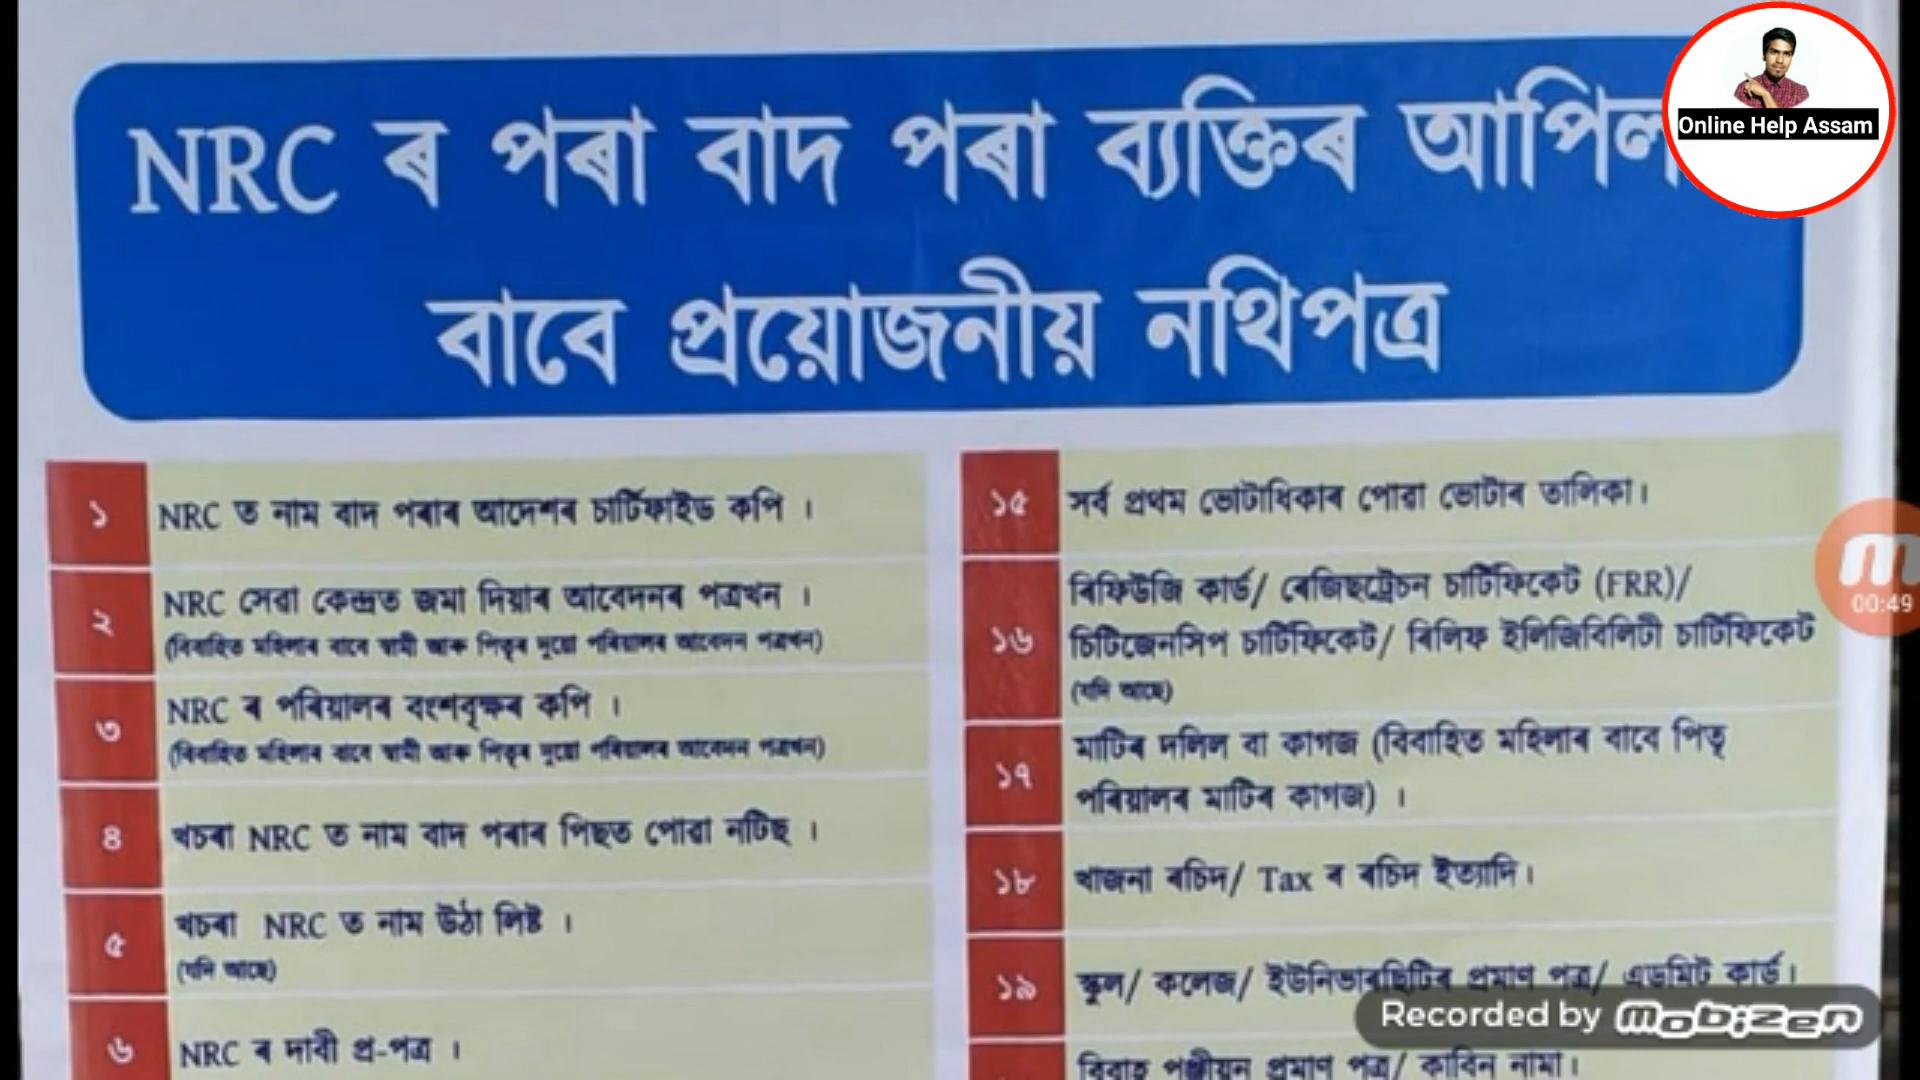 NRC ৰ পৰা বাদ পৰা ব্যক্তিৰ আপিল
বাবে প্ৰয়োজনীয় নথিপত্ৰ
Online Help Assam
১
NRC ত নাম বাদ পৰাৰ আদেশৰ চাৰ্টিফাইড কপি ।
২
NRC সেৱা কেন্দ্ৰত জমা দিয়াৰ আবেদনৰ পত্ৰখন ।
(বিবাহিত মহিলাৰ বাবে স্বামী আৰু পিতৃৰ দুয়ো পৰিয়ালৰ আবেদন পত্ৰখন)
৩
NRC ৰ পৰিয়ালৰ বংশবৃক্ষৰ কপি ।
(বিবাহিত মহিলাৰ বাবে স্বামী আৰু পিতৃৰ দুয়ো পৰিয়ালৰ আবেদন পত্ৰখন)
৪
খচৰা NRC ত নাম বাদ পৰাৰ পিছত পোৱা নটিছ ।
৫
খচৰা NRC ত নাম উঠা লিষ্ট ।
(যদি আছে)
৬
NRC ৰ দাবী প্ৰ-পত্ৰ ।
১৫
সৰ্ব প্ৰথম ভোটাধিকাৰ পোৱা ভোটাৰ তালিকা।
১৬
ৰিফিউজি কাৰ্ড/ ৰেজিছট্ৰেচন চাৰ্টিফিকেট (FRR)/
চিটিজেনসিপ চাৰ্টিফিকেট/ ৰিলিফ ইলিজিবিলিটী চাৰ্টিফিকেট
(যদি আছে)
১৭
মাটিৰ দলিল বা কাগজ (বিবাহিত মহিলাৰ বাবে পিতৃ
পৰিয়ালৰ মাটিৰ কাগজ) ।
১৮
খাজনা ৰচিদ/ Tax ৰ ৰচিদ ইত্যাদি।
১৯
স্কুল/ কলেজ/ ইউনিভাৰছিটিৰ প্ৰমাণ পত্ৰ/ এডমিট কাৰ্ড।
বিবাহ পঞ্জীয়ন প্ৰমাণ পত্ৰ/ কাবিন নামা।
00:49
Recorded by mobizen